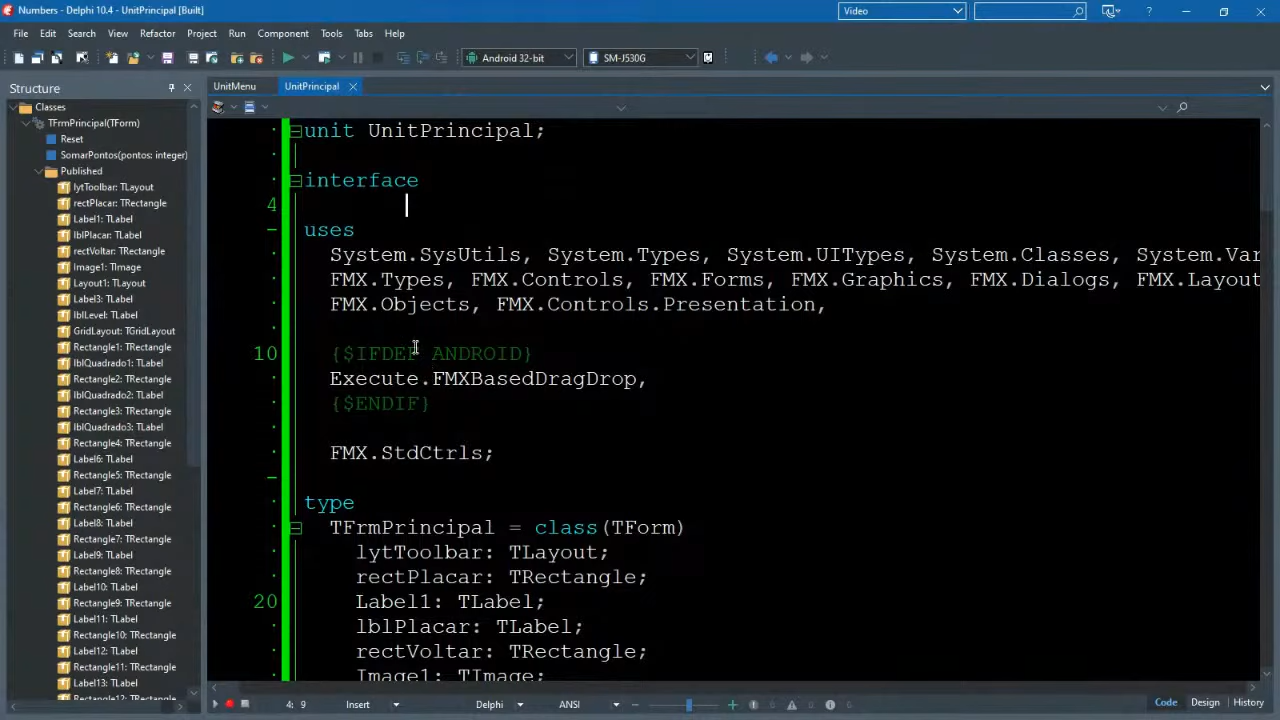 Numbers - Delphi 10.4 - UnitPrincipal [Built]
Video
File Edit Search View Refactor Project Run Component Tools Tabs Help
Android 32-bit
SM-J530G
Structure
Classes
TFrmPrincipal(TForm)
Reset
SomarPontos(pontos: integer)
Published
lytToolbar: TLayout
rectPlacar: TRectangle
Label1: TLabel
lblPlacar: TLabel
rectVoltar: TRectangle
Image1: TImage
Layout1: TLayout
Label3: TLabel
lblLevel: TLabel
GridLayout: TGridLayout
Rectangle1: TRectangle
lblQuadrado1: TLabel
Rectangle2: TRectangle
lblQuadrado2: TLabel
Rectangle3: TRectangle
lblQuadrado3: TLabel
Rectangle4: TRectangle
Label6: TLabel
Rectangle5: TRectangle
Label7: TLabel
Rectangle6: TRectangle
Label8: TLabel
Rectangle7: TRectangle
Label9: TLabel
Rectangle8: TRectangle
Label10: TLabel
Rectangle9: TRectangle
Label11: TLabel
Rectangle10: TRectangle
Label12: TLabel
Rectangle11: TRectangle
Label13: TLabel
Rectangle12: TRectangle
UnitMenu UnitPrincipal
unit UnitPrincipal;
interface
4
uses
System.SysUtils, System.Types, System.UITypes, System.Classes, System.Var
FMX.Types, FMX.Controls, FMX.Forms, FMX.Graphics, FMX.Dialogs, FMX.Layout
FMX.Objects, FMX.Controls.Presentation,
10 {$IFDEF ANDROID}
Execute.FMXBasedDragDrop,
{$ENDIF}
FMX.StdCtrls;
type
TFrmPrincipal = class(TForm)
lytToolbar: TLayout;
rectPlacar: TRectangle;
20 Label1: TLabel;
lblPlacar: TLabel;
rectVoltar: TRectangle;
Image1: TImage;
4: 9 Insert Delphi ANSI 0 0 0 Code Design History